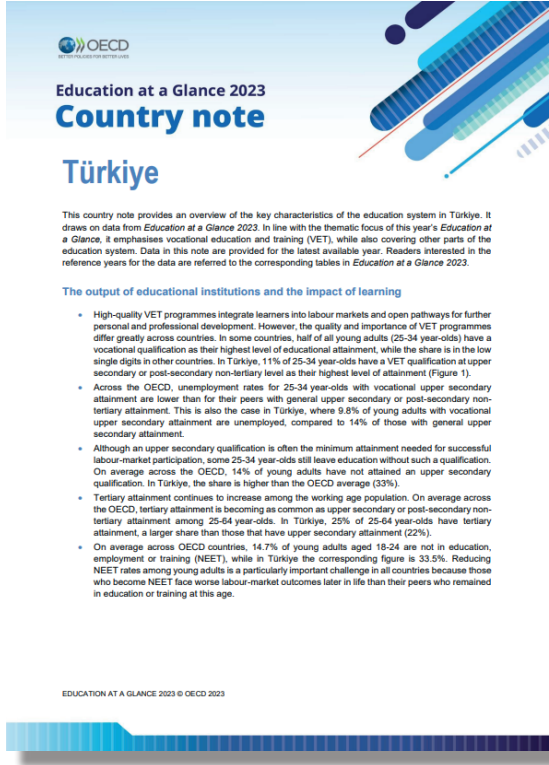 OECD
BETTER POLICIES FOR BETTER LIVES
Education at a Glance 2023
Country note
Türkiye
This country note provides an overview of the key characteristics of the education system in Türkiye. It
draws on data from Education at a Glance 2023. In line with the thematic focus of this year's Education at
a Glance, it emphasises vocational education and training (VET), while also covering other parts of the
education system. Data in this note are provided for the latest available year. Readers interested in the
reference years for the data are referred to the corresponding tables in Education at a Glance 2023.
The output of educational institutions and the impact of learning
• High-quality VET programmes integrate learners into labour markets and open pathways for further
personal and professional development. However, the quality and importance of VET programmes
differ greatly across countries. In some countries, half of all young adults (25-34 year-olds) have a
vocational qualification as their highest level of educational attainment, while the share is in the low
single digits in other countries. In Türkiye, 11% of 25-34 year-olds have a VET qualification at upper
secondary or post-secondary non-tertiary level as their highest level of attainment (Figure 1).
• Across the OECD, unemployment rates for 25-34 year-olds with vocational upper secondary
attainment are lower than for their peers with general upper secondary or post-secondary non-
tertiary attainment. This is also the case in Türkiye, where 9.8% of young adults with vocational
upper secondary attainment are unemployed, compared to 14% of those with general upper
secondary attainment.
• Although an upper secondary qualification is often the minimum attainment needed for successful
labour-market participation, some 25-34 year-olds still leave education without such a qualification.
On average across the OECD, 14% of young adults have not attained an upper secondary
qualification. In Türkiye, the share is higher than the OECD average (33%).
• Tertiary attainment continues to increase among the working age population. On average across
the OECD, tertiary attainment is becoming as common as upper secondary or post-secondary non-
tertiary attainment among 25-64 year-olds. In Türkiye, 25% of 25-64 year-olds have tertiary
attainment, a larger share than those that have upper secondary attainment (22%).
• On average across OECD countries, 14.7% of young adults aged 18-24 are not in education,
employment or training (NEET), while in Türkiye the corresponding figure is 33.5%. Reducing
NEET rates among young adults is a particularly important challenge in all countries because those
who become NEET face worse labour-market outcomes later in life than their peers who remained
in education or training at this age.
EDUCATION AT A GLANCE 2023 © OECD 2023